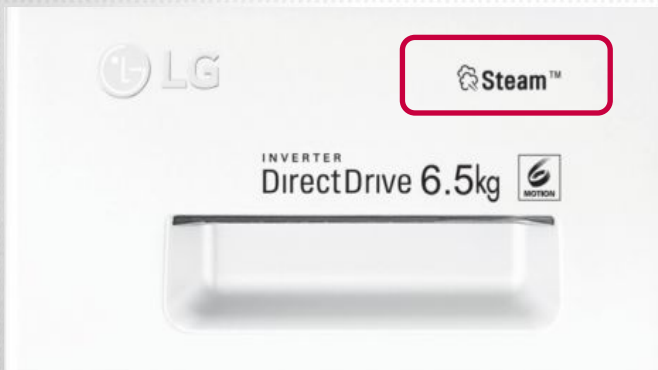 LG
Steam™
INVERTER
DirectDrive 6.5kg
6
MOTION